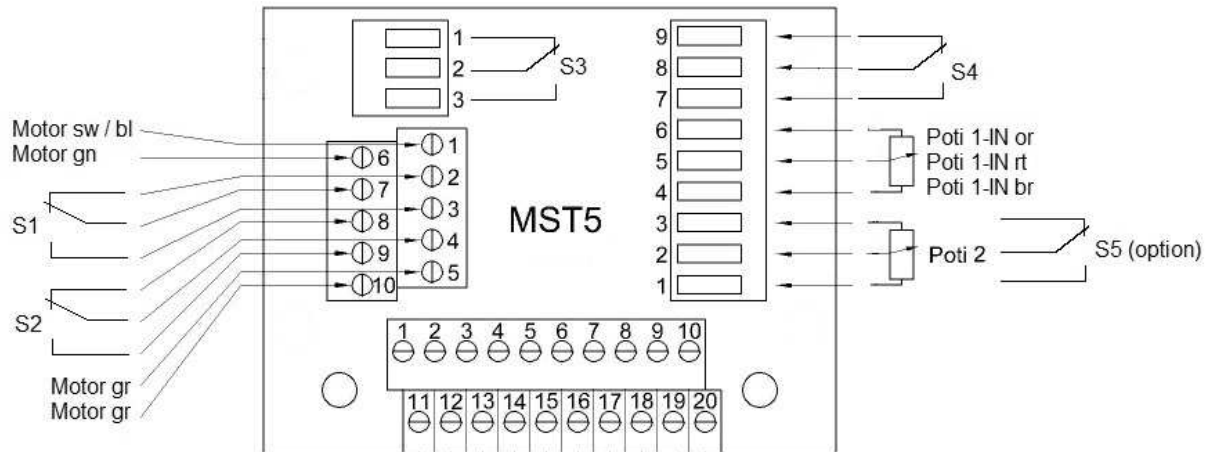 1
2
3
S3
9
8
7
6
5
4
3
2
1
S4
Poti 1-IN or
Poti 1-IN rt
Poti 1-IN br
Poti 2
S5 (option)
Motor sw / bl
Motor gn
S1
S2
Motor gr
Motor gr
6
7
8
9
10
1
2
3
4
5
MST5
1 2 3 4 5 6 7 8 9 10
11 12 13 14 15 16 17 18 19 20